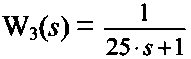 W₃(s) = 1 / (25·s+1)